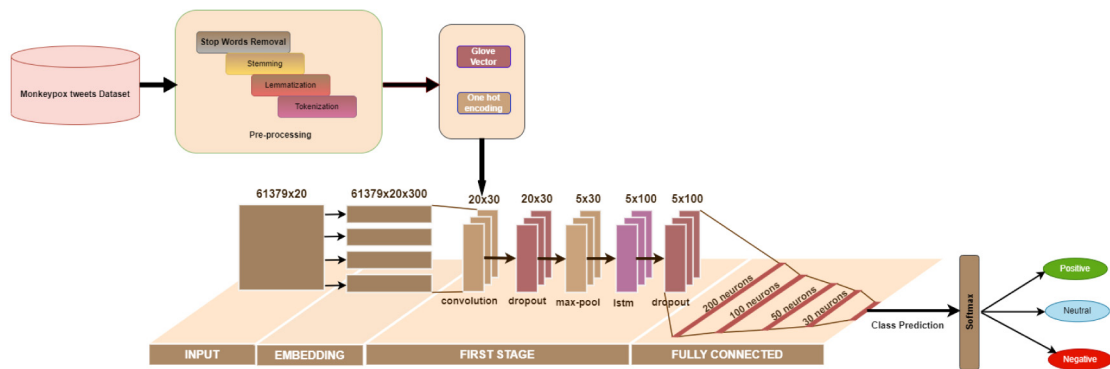 Monkeypox tweets Dataset
Stop Words Removal
Stemming
Lemmatization
Tokenization
Pre-processing
Glove
Vector
One hot
encoding
61379x20
61379x20x300
20x30
20x30
5x30
5x100
5x100
convolution
dropout
max-pool
lstm
dropout
200 neurons
100 neurons
50 neurons
30 neurons
Class Prediction
Softmax
Positive
Neutral
Negative
INPUT
EMBEDDING
FIRST STAGE
FULLY CONNECTED